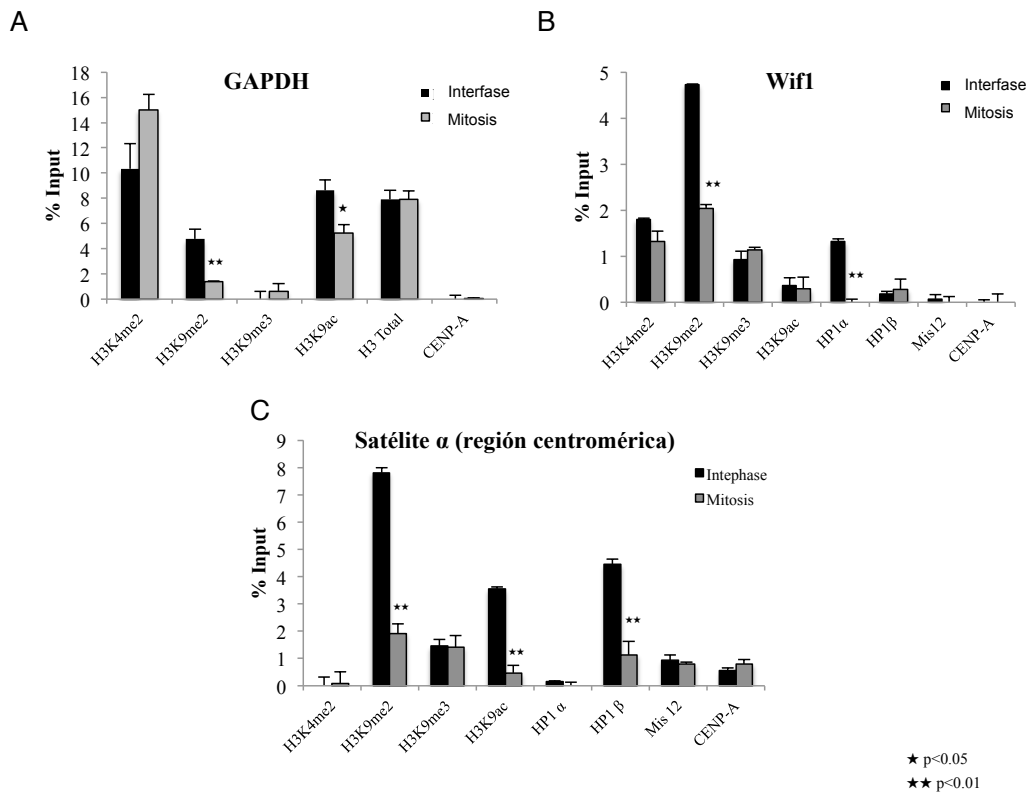 A
GAPDH
Interfase
Mitosis
% Input
18
16
14
12
10
8
6
4
2
0
H3K4me2
H3K9me2
H3K9me3
H3K9ac
H3 Total
CENP-A
★★
★
B
Wif1
Interfase
Mitosis
% Input
5
4
3
2
1
0
H3K4me2
H3K9me2
H3K9me3
H3K9ac
HP1α
HP1β
Mis12
CENP-A
★★
★★
C
Satélite α (región centromérica)
Intephase
Mitosis
% Input
9
8
7
6
5
4
3
2
1
0
H3K4me2
H3K9me2
H3K9me3
H3K9ac
HP1 α
HP1 β
Mis 12
CENP-A
★★
★★
★★
★ p<0.05
★★ p<0.01